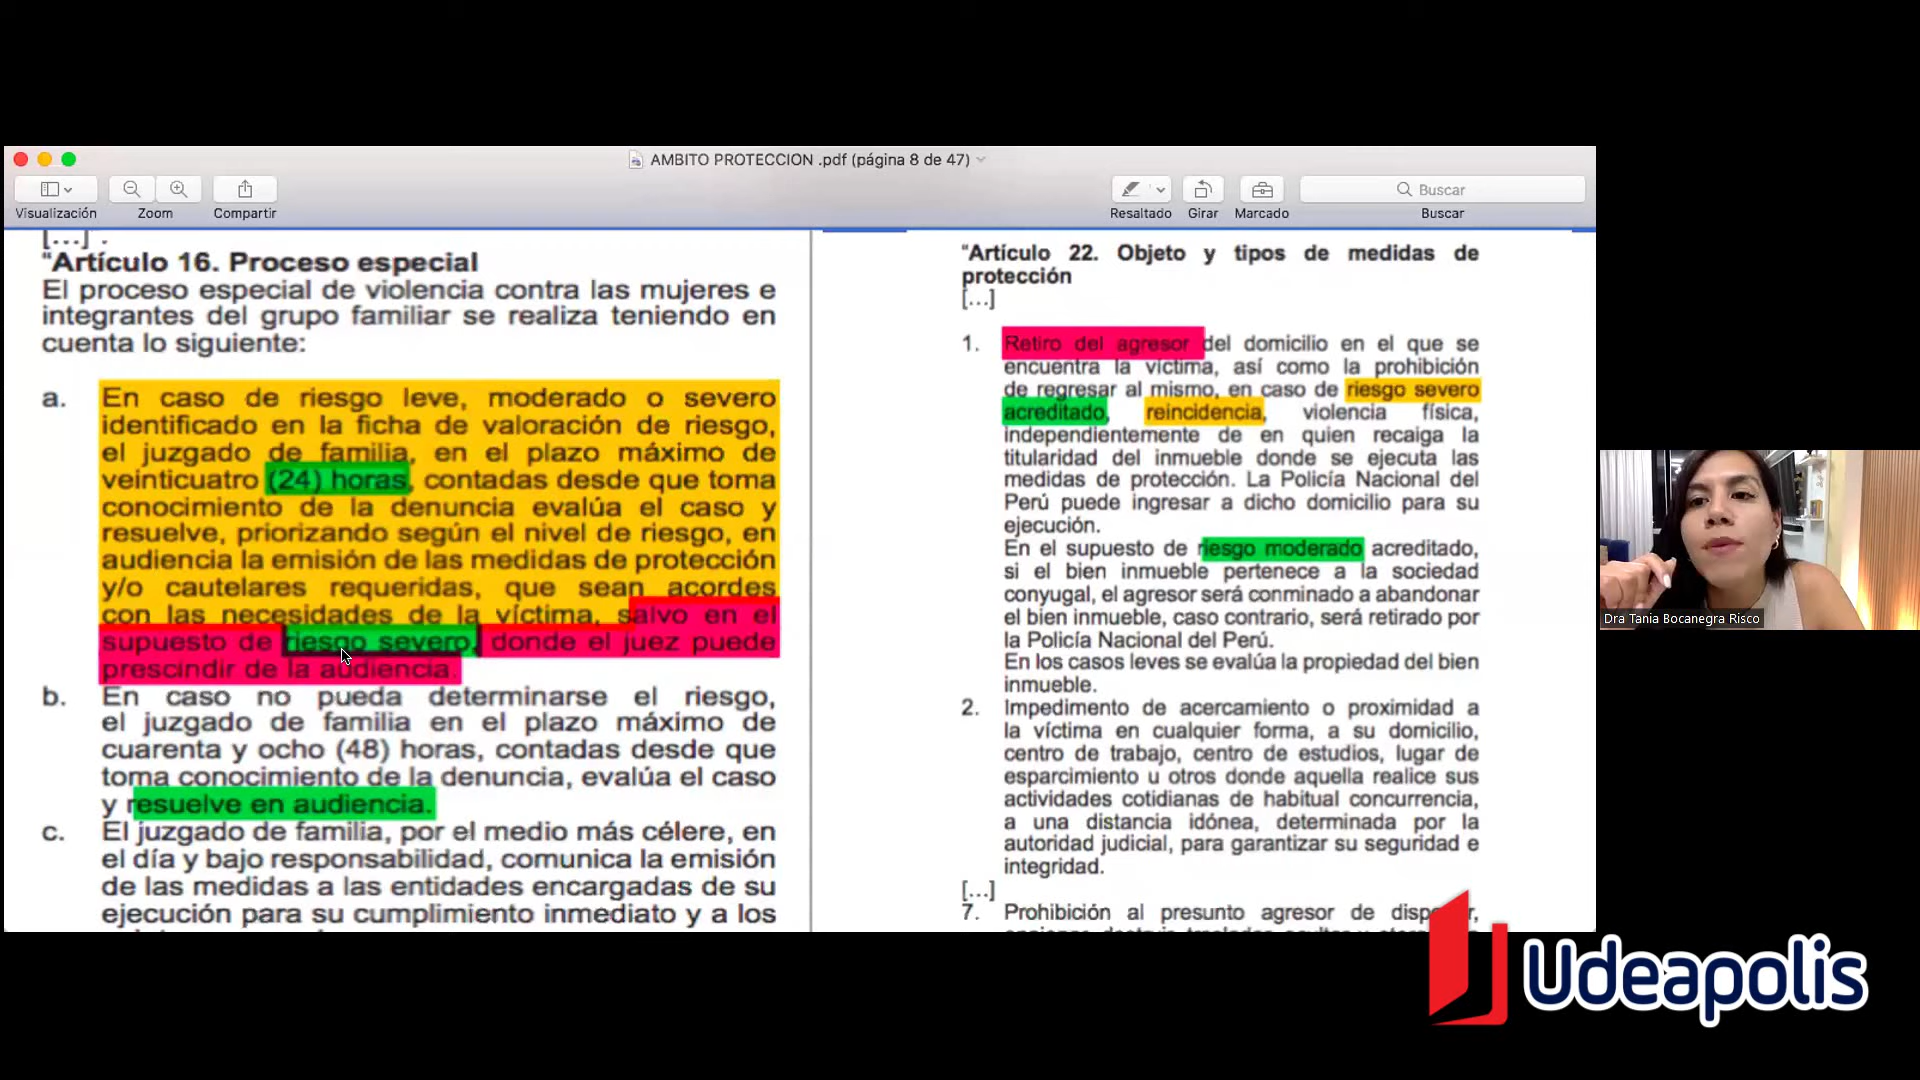 AMBITO PROTECCION .pdf (página 8 de 47)
Visualización
Zoom
Compartir
Resaltado
Girar
Marcado
Buscar
Buscar
[...] .
“Artículo 16. Proceso especial
El proceso especial de violencia contra las mujeres e
integrantes del grupo familiar se realiza teniendo en
cuenta lo siguiente:
a. En caso de riesgo leve, moderado o severo
identificado en la ficha de valoración de riesgo,
el juzgado de familia, en el plazo máximo de
veinticuatro (24) horas, contadas desde que toma
conocimiento de la denuncia evalúa el caso y
resuelve, priorizando según el nivel de riesgo, en
audiencia la emisión de las medidas de protección
y/o cautelares requeridas, que sean acordes
con las necesidades de la víctima, salvo en el
supuesto de riesgo severo, donde el juez puede
prescindir de la audiencia.
b. En caso no pueda determinarse el riesgo,
el juzgado de familia en el plazo máximo de
cuarenta y ocho (48) horas, contadas desde que
toma conocimiento de la denuncia, evalúa el caso
y resuelve en audiencia.
c. El juzgado de familia, por el medio más célere, en
el día y bajo responsabilidad, comunica la emisión
de las medidas a las entidades encargadas de su
ejecución para su cumplimiento inmediato y a los
“Artículo 22. Objeto y tipos de medidas de
protección
[...]
1. Retiro del agresor del domicilio en el que se
encuentra la víctima, así como la prohibición
de regresar al mismo, en caso de riesgo severo
acreditado, reincidencia, violencia física,
independientemente de en quien recaiga la
titularidad del inmueble donde se ejecuta las
medidas de protección. La Policía Nacional del
Perú puede ingresar a dicho domicilio para su
ejecución.
En el supuesto de riesgo moderado acreditado,
si el bien inmueble pertenece a la sociedad
conyugal, el agresor será conminado a abandonar
el bien inmueble, caso contrario, será retirado por
la Policía Nacional del Perú.
En los casos leves se evalúa la propiedad del bien
inmueble.
2. Impedimento de acercamiento o proximidad a
la víctima en cualquier forma, a su domicilio,
centro de trabajo, centro de estudios, lugar de
esparcimiento u otros donde aquella realice sus
actividades cotidianas de habitual concurrencia,
a una distancia idónea, determinada por la
autoridad judicial, para garantizar su seguridad e
integridad.
[...]
7. Prohibición al presunto agresor de
Dra Tania Bocanegra Risco
Udeapolis